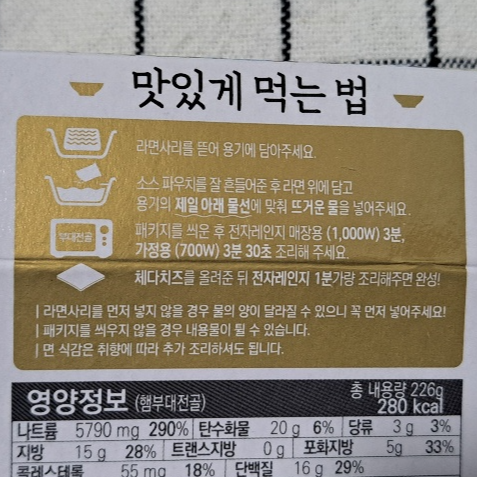 맛있게 먹는 법
라면사리를 뜯어 용기에 담아주세요.
소스 파우치를 잘 흔들어준 후 라면 위에 담고
용기의 제일 아래 물선에 맞춰 뜨거운 물을 넣어주세요.
부대전골
패키지를 씌운 후 전자레인지 매장용 (1,000W) 3분,
가정용 (700W) 3분 30초 조리해 주세요.
체다치즈를 올려준 뒤 전자레인지 1분가량 조리해주면 완성!
| 라면사리를 먼저 넣지 않을 경우 물의 양이 달라질 수 있으니 꼭 먼저 넣어주세요!
| 패키지를 씌우지 않을 경우 내용물이 튈 수 있습니다.
| 면 식감은 취향에 따라 추가 조리하셔도 됩니다.
영양정보 (햄부대전골) 총 내용량 226g
280 kcal
나트륨 5790 mg 290% 탄수화물 20 g 6% 당류 3 g 3%
지방 15 g 28% 트랜스지방 0 g 포화지방 5g 33%
콜레스테롤 55 mg 18% 단백질 16 g 29%